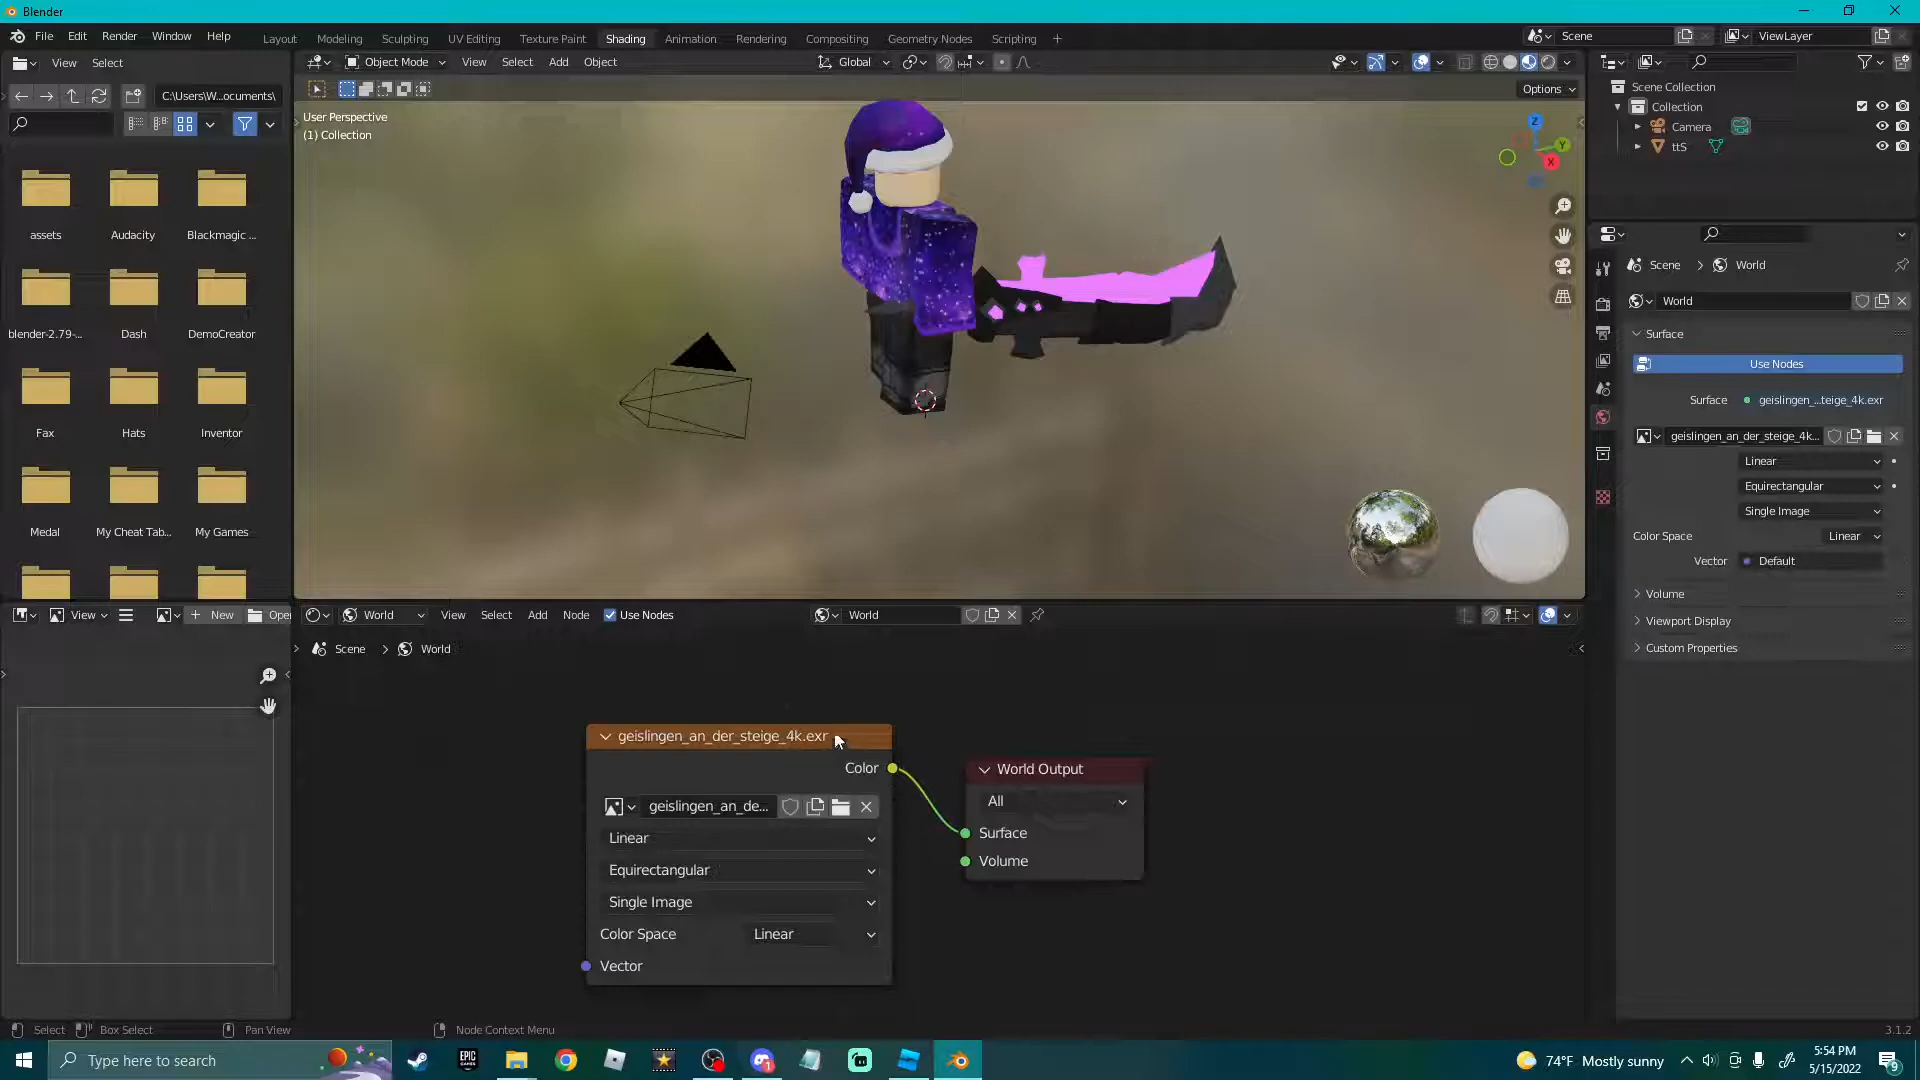 Blender
File Edit Render Window Help
Layout Modeling Sculpting UV Editing Texture Paint Shading Animation Rendering Compositing Geometry Nodes Scripting +
Scene
ViewLayer
View Select
Object Mode View Select Add Object
Global
C:\Users\W...ocuments\
Options
User Perspective
(1) Collection
Z
Y
X
Scene Collection
Collection
Camera
ttS
assets
Audacity
Blackmagic ...
blender-2.79-...
Dash
DemoCreator
Fax
Hats
Inventor
Medal
My Cheat Tab...
My Games
Scene > World
World
Surface
Use Nodes
Surface geislingen_...teige_4k.exr
geislingen_an_der_steige_4k...
Linear
Equirectangular
Single Image
Color Space Linear
Vector Default
Volume
Viewport Display
Custom Properties
View + New Open
World View Select Add Node Use Nodes
World
Scene > World
geislingen_an_der_steige_4k.exr
Color
geislingen_an_de...
Linear
Equirectangular
Single Image
Color Space Linear
Vector
World Output
All
Surface
Volume
Select Box Select Pan View Node Context Menu
3.1.2
Type here to search
EPIC GAMES
74°F Mostly sunny
5:54 PM
5/15/2022
9